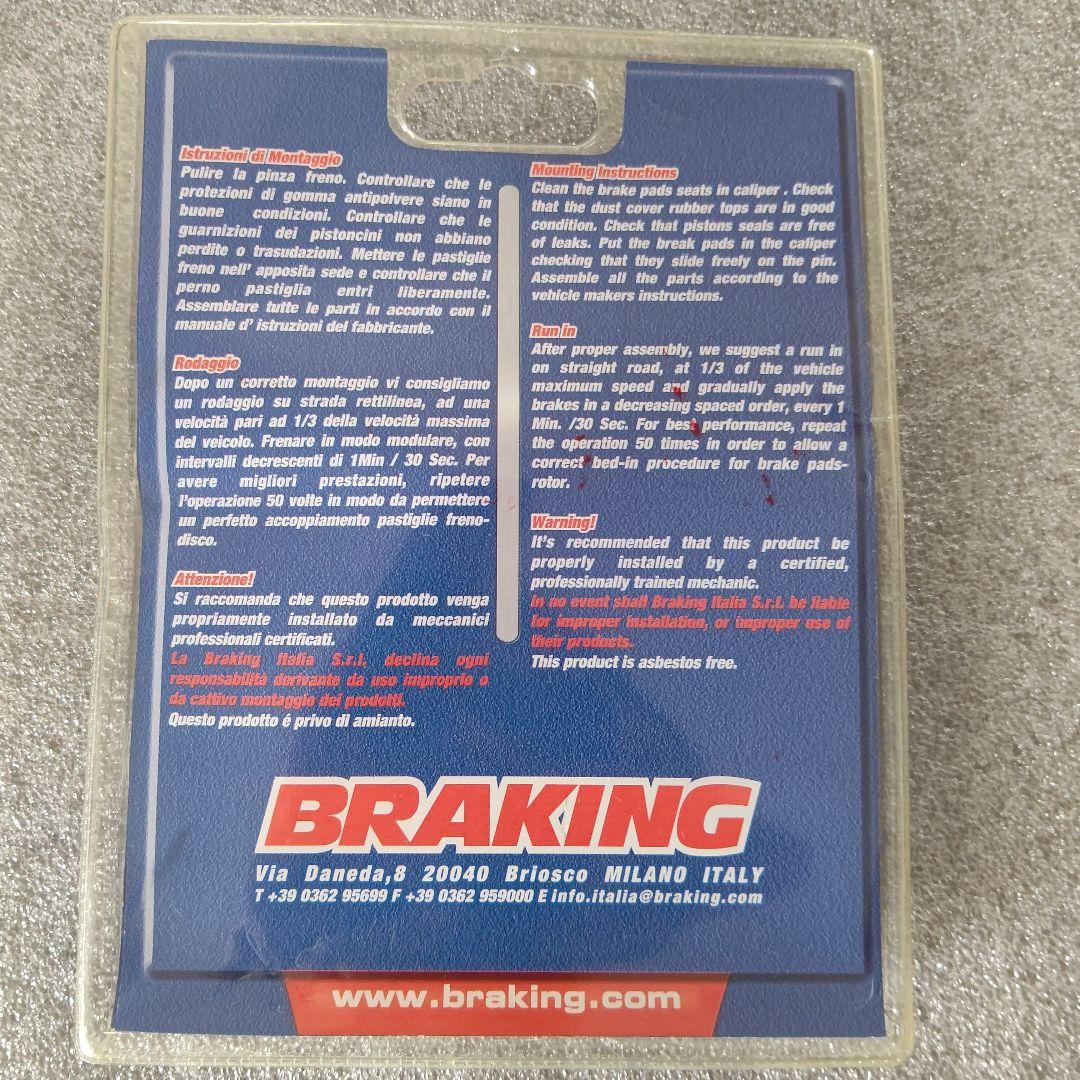 Istruzioni di Montaggio
Pulire la pinza freno. Controllare che le
protezioni di gomma antipolvere siano in
buone condizioni. Controllare che le
guarnizioni dei pistoncini non abbiano
perdite o trasudazioni. Mettere le pastiglie
freno nell' apposita sede e controllare che il
perno pastiglia entri liberamente.
Assemblare tutte le parti in accordo con il
manuale d' istruzioni del fabbricante.
Rodaggio
Dopo un corretto montaggio vi consigliamo
un rodaggio su strada rettilinea, ad una
velocità pari ad 1/3 della velocità massima
del veicolo. Frenare in modo modulare, con
intervalli decrescenti di 1Min / 30 Sec. Per
avere migliori prestazioni, ripetere
l'operazione 50 volte in modo da permettere
un perfetto accoppiamento pastiglie freno-
disco.
Attenzione!
Si raccomanda che questo prodotto venga
propriamente installato da meccanici
professionali certificati.
La Braking Italia S.r.l. declina ogni
responsabilità derivante da uso improprio o
da cattivo montaggio dei prodotti.
Questo prodotto é privo di amianto.
Mounting Instructions
Clean the brake pads seats in caliper . Check
that the dust cover rubber tops are in good
condition. Check that pistons seals are free
of leaks. Put the break pads in the caliper
checking that they slide freely on the pin.
Assemble all the parts according to the
vehicle makers instructions.
Run in
After proper assembly, we suggest a run in
on straight road, at 1/3 of the vehicle
maximum speed and gradually apply the
brakes in a decreasing spaced order, every 1
Min. /30 Sec. For best performance, repeat
the operation 50 times in order to allow a
correct bed-in procedure for brake pads-
rotor.
Warning!
It's recommended that this product be
properly installed by a certified,
professionally trained mechanic.
In no event shall Braking Italia S.r.l. be liable
for improper installation, or improper use of
their products.
This product is asbestos free.
BRAKING
Via Daneda,8 20040 Briosco MILANO ITALY
T +39 0362 95699 F +39 0362 959000 E info.italia@braking.com
www.braking.com